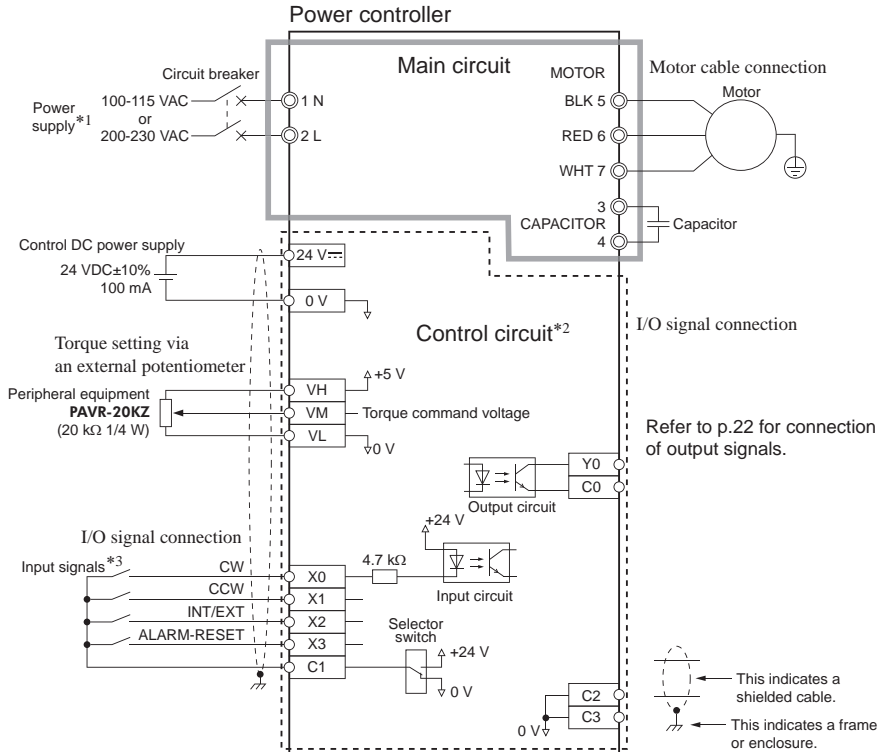 Power controller
Main circuit
Circuit breaker
Power
supply*1
100-115 VAC
or
200-230 VAC
1 N
2 L
MOTOR
BLK 5
RED 6
WHT 7
3
CAPACITOR
4
Motor cable connection
Motor
Capacitor
Control DC power supply
24 VDC±10%
100 mA
24 V⎓
0 V
Control circuit*2
I/O signal connection
Torque setting via
an external potentiometer
Peripheral equipment
PAVR-20KZ
(20 kΩ 1/4 W)
VH
+5 V
VM
Torque command voltage
VL
0 V
Refer to p.22 for connection
of output signals.
Y0
C0
Output circuit
I/O signal connection
Input signals*3
CW
X0
4.7 kΩ
+24 V
Input circuit
CCW
X1
INT/EXT
X2
ALARM-RESET
X3
C1
Selector
switch
+24 V
0 V
C2
C3
0 V
This indicates a
shielded cable.
This indicates a frame
or enclosure.